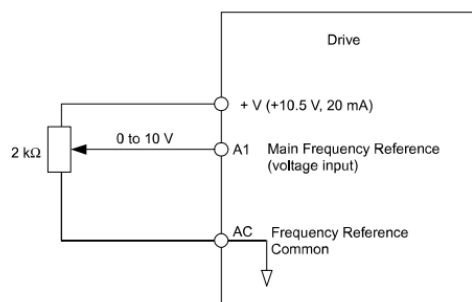 Drive
+ V (+10.5 V, 20 mA)
0 to 10 V
2 kΩ
A1
Main Frequency Reference
(voltage input)
AC
Frequency Reference
Common